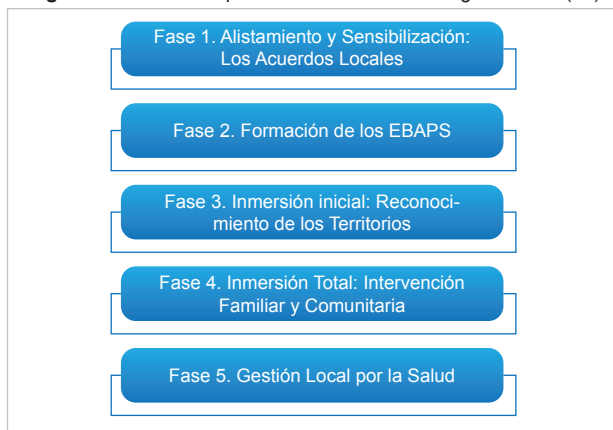 Fase 1. Alistamiento y Sensibilización:
Los Acuerdos Locales
Fase 2. Formación de los EBAPS
Fase 3. Inmersión inicial: Reconoci-
miento de los Territorios
Fase 4. Inmersión Total: Intervención
Familiar y Comunitaria
Fase 5. Gestión Local por la Salud